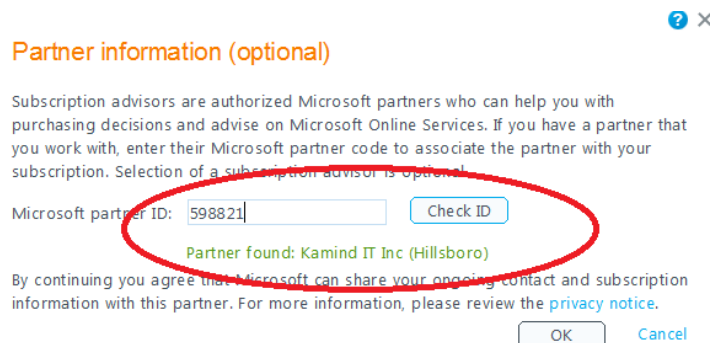 Partner information (optional)
Subscription advisors are authorized Microsoft partners who can help you with
purchasing decisions and advise on Microsoft Online Services. If you have a partner that
you work with, enter their Microsoft partner code to associate the partner with your
subscription. Selection of a subscription advisor is optional.
Microsoft partner ID: 598821 Check ID
Partner found: Kamind IT Inc (Hillsboro)
By continuing you agree that Microsoft can share your ongoing contact and subscription
information with this partner. For more information, please review the privacy notice.
OK Cancel